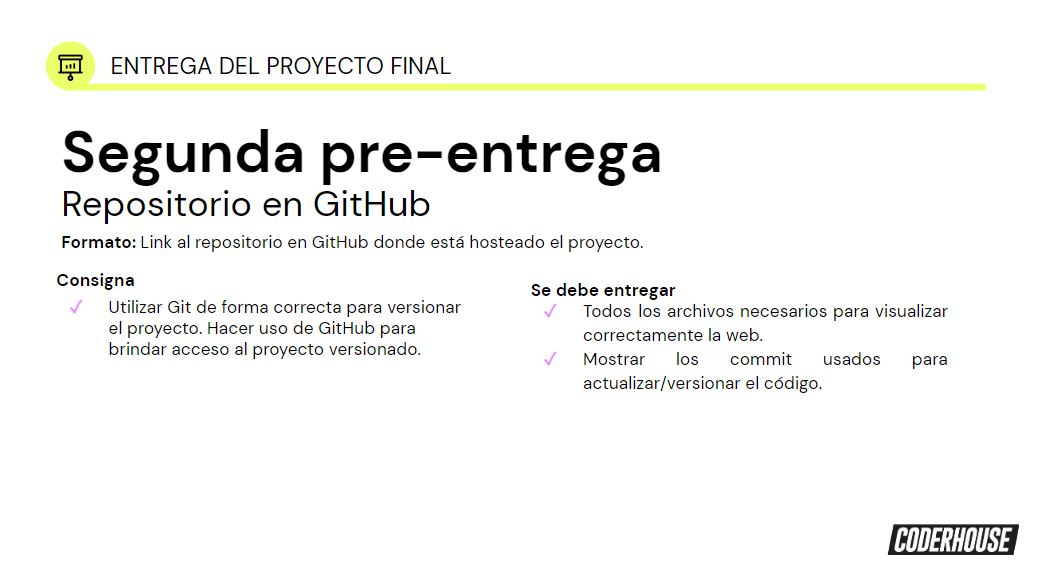 ENTREGA DEL PROYECTO FINAL
Segunda pre-entrega
Repositorio en GitHub
Formato: Link al repositorio en GitHub donde está hosteado el proyecto.
Consigna
✓ Utilizar Git de forma correcta para versionar
el proyecto. Hacer uso de GitHub para
brindar acceso al proyecto versionado.
Se debe entregar
✓ Todos los archivos necesarios para visualizar
correctamente la web.
✓ Mostrar los commit usados para
actualizar/versionar el código.
CODERHOUSE